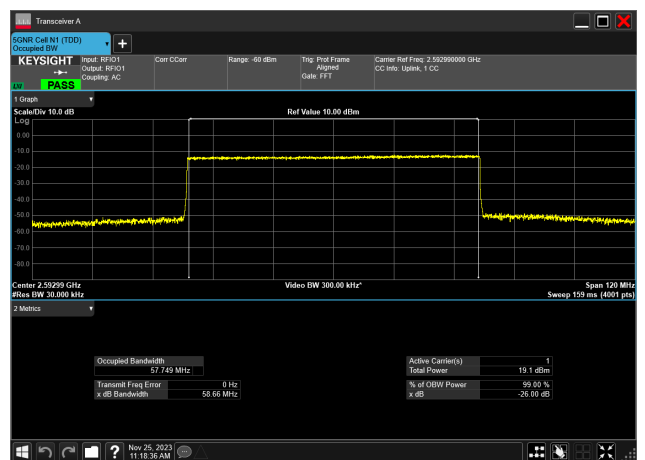 Transceiver A
5GNR Cell N1 (TDD)
Occupied BW
KEYSIGHT
Input: RFIO1
Output: RFIO1
Coupling: AC
Corr CCorr
Range: -60 dBm
Trig: Prot Frame
Aligned
Gate: FFT
Carrier Ref Freq: 2.592990000 GHz
CC Info: Uplink, 1 CC
LXI
PASS
1 Graph
Scale/Div 10.0 dB
Ref Value 10.00 dBm
Log
0.00
-10.0
-20.0
-30.0
-40.0
-50.0
-60.0
-70.0
-80.0
Center 2.59299 GHz
Video BW 300.00 kHz*
Span 120 MHz
#Res BW 30.000 kHz
Sweep 159 ms (4001 pts)
2 Metrics
Occupied Bandwidth
57.749 MHz
Transmit Freq Error 0 Hz
x dB Bandwidth 58.66 MHz
Active Carrier(s) 1
Total Power 19.1 dBm
% of OBW Power 99.00 %
x dB -26.00 dB
Nov 25, 2023
11:18:36 AM